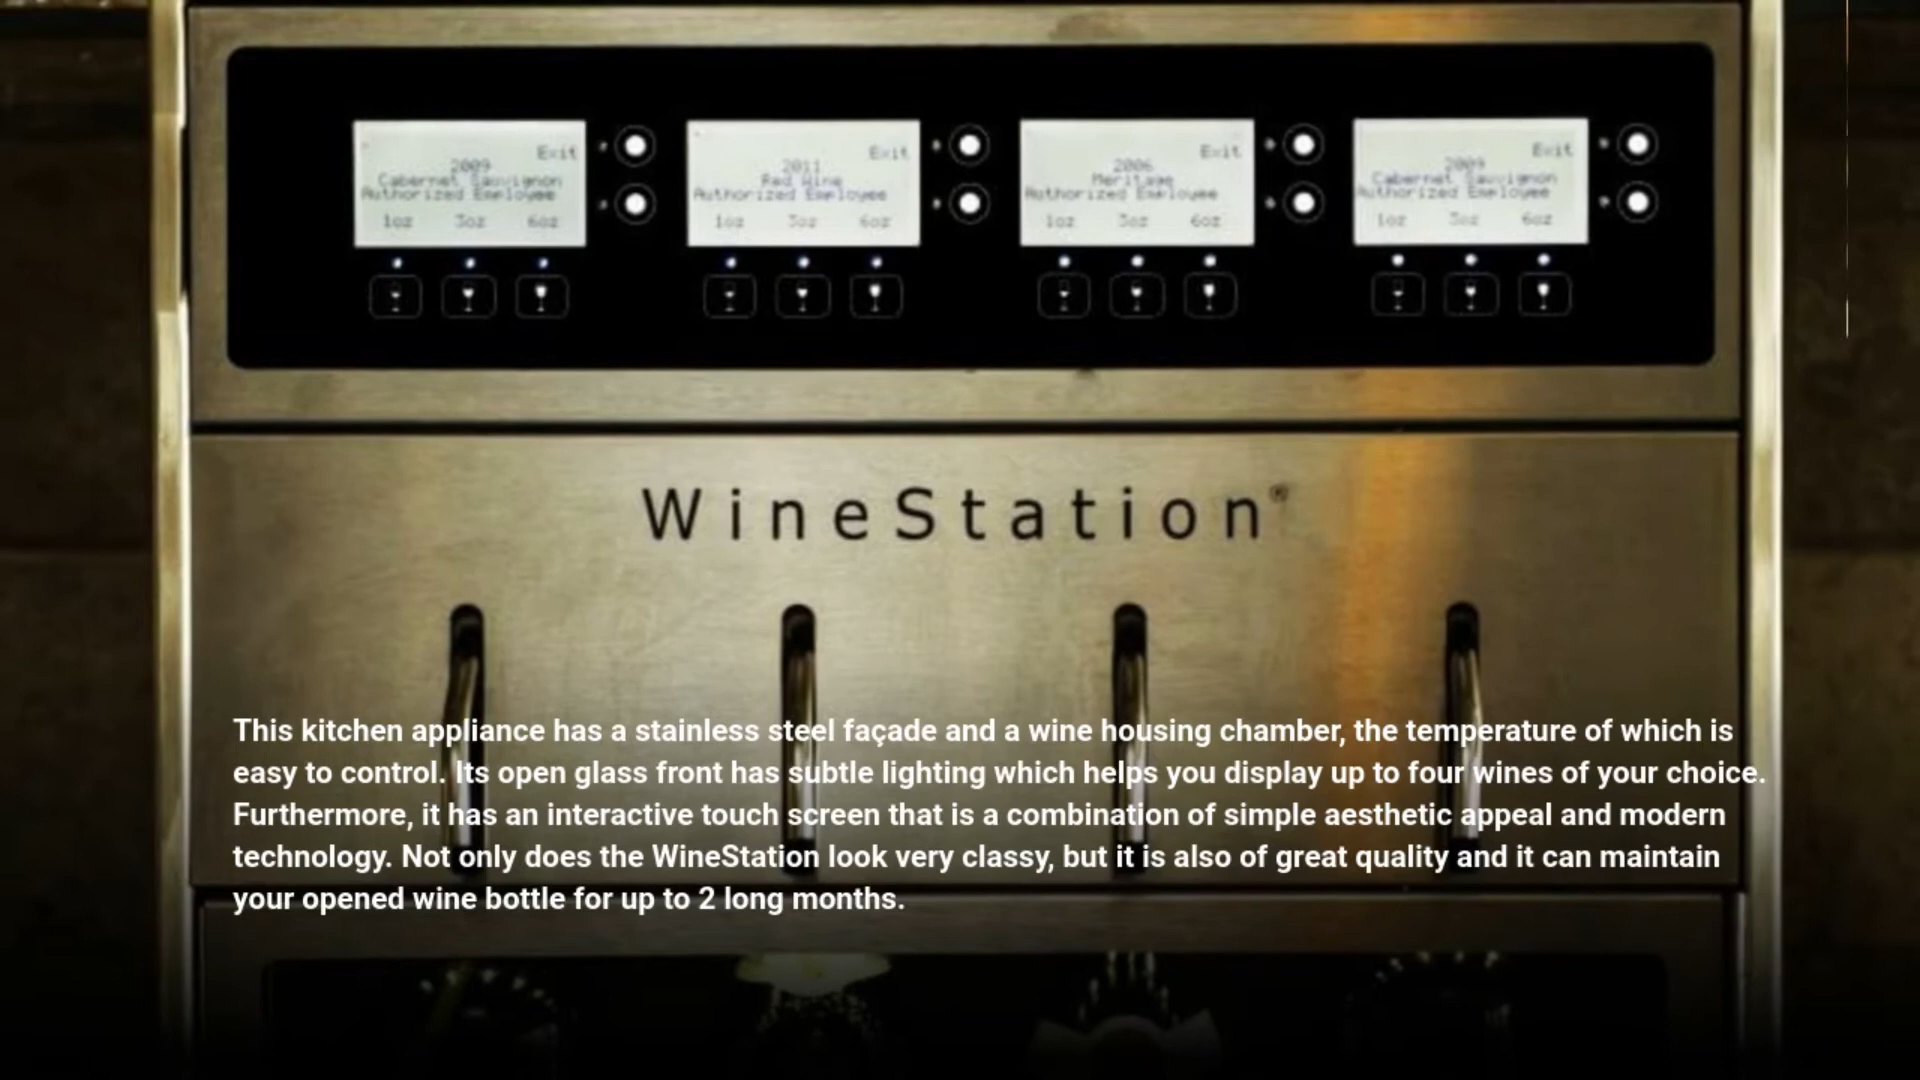 Exit
2009
Cabernet Sauvignon
Authorized Employee
1oz 3oz 6oz
Exit
2011
Red Wine
Authorized Employee
1oz 3oz 6oz
Exit
2006
Meritage
Authorized Employee
1oz 3oz 6oz
Exit
2009
Cabernet Sauvignon
Authorized Employee
1oz 3oz 6oz
WineStation®
This kitchen appliance has a stainless steel façade and a wine housing chamber, the temperature of which is
easy to control. Its open glass front has subtle lighting which helps you display up to four wines of your choice.
Furthermore, it has an interactive touch screen that is a combination of simple aesthetic appeal and modern
technology. Not only does the WineStation look very classy, but it is also of great quality and it can maintain
your opened wine bottle for up to 2 long months.